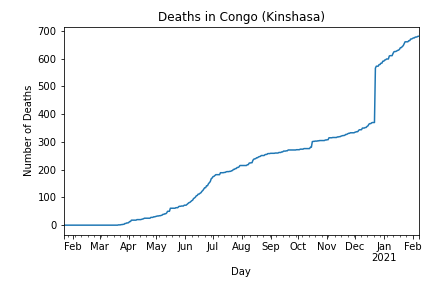 Deaths in Congo (Kinshasa)
700
600
500
400
300
200
100
0
Number of Deaths
Feb Mar Apr May Jun Jul Aug Sep Oct Nov Dec Jan Feb
2021
Day